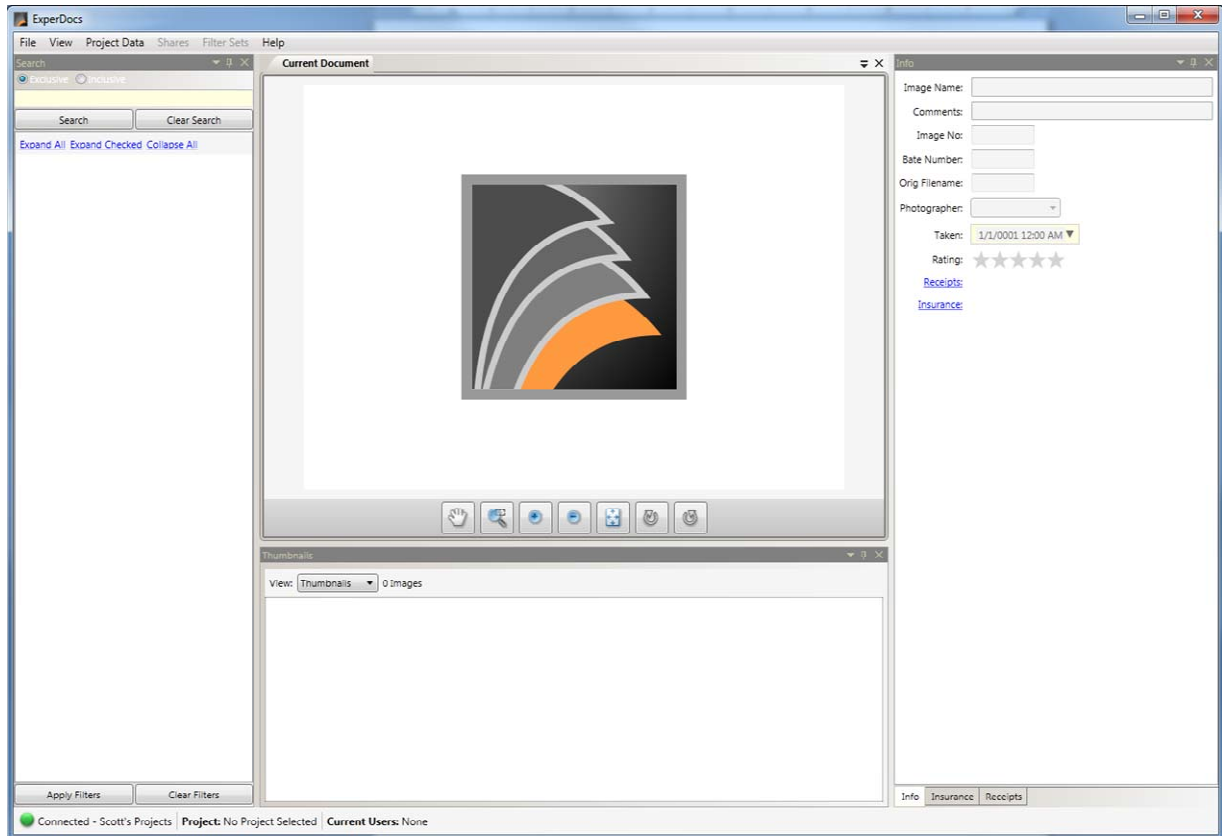 ExperDocs
File View Project Data Shares Filter Sets Help
Search
Exclusive Inclusive
Search Clear Search
Expand All Expand Checked Collapse All
Apply Filters Clear Filters
Current Document
Thumbnails
View: Thumbnails 0 Images
Info
Image Name:
Comments:
Image No:
Bate Number:
Orig Filename:
Photographer:
Taken: 1/1/0001 12:00 AM
Rating:
Receipts:
Insurance:
Info Insurance Receipts
Connected - Scott's Projects Project: No Project Selected Current Users: None